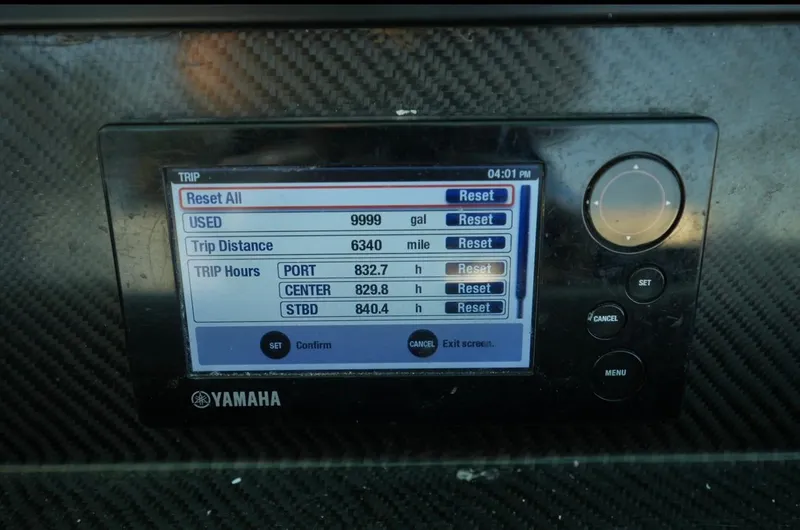 TRIP 04:01 PM
Reset All Reset
USED 9999 gal Reset
Trip Distance 6340 mile Reset
TRIP Hours PORT 832.7 h Reset
CENTER 829.8 h Reset
STBD 840.4 h Reset
SET Confirm CANCEL Exit screen.
YAMAHA
SET
CANCEL
MENU